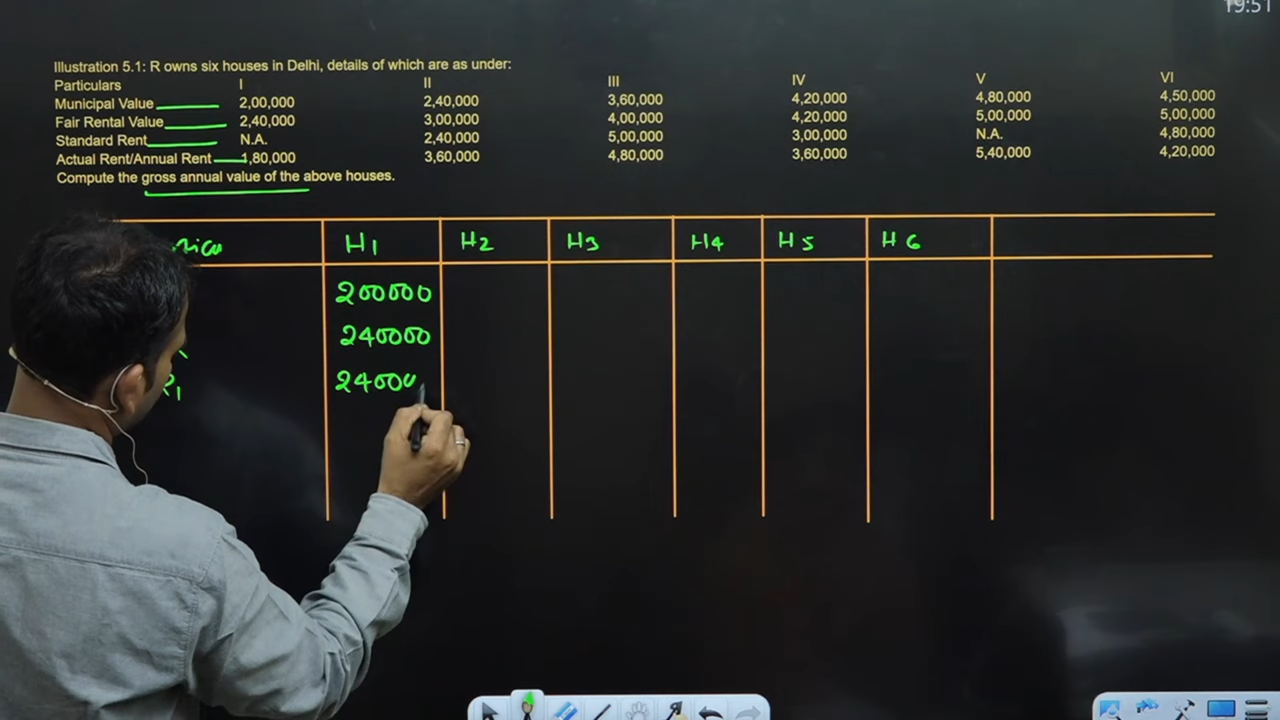 19:51
Illustration 5.1: R owns six houses in Delhi, details of which are as under:
Particulars I II III IV V VI
Municipal Value 2,00,000 2,40,000 3,60,000 4,20,000 4,80,000 4,50,000
Fair Rental Value 2,40,000 3,00,000 4,00,000 4,20,000 5,00,000 5,00,000
Standard Rent N.A. 2,40,000 5,00,000 3,00,000 N.A. 4,80,000
Actual Rent/Annual Rent 1,80,000 3,60,000 4,80,000 3,60,000 5,40,000 4,20,000
Compute the gross annual value of the above houses.
H1 H2 H3 H4 H5 H6
200000
240000
24000